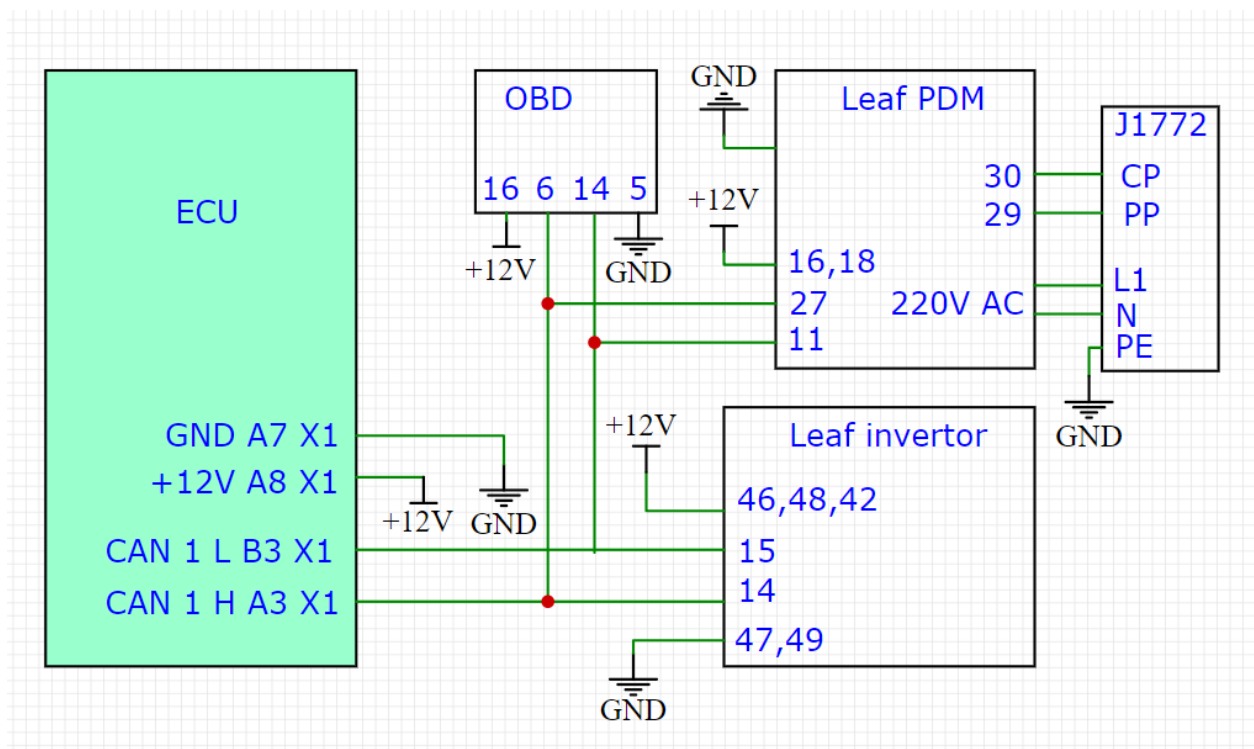 ECU
GND A7 X1
+12V A8 X1
CAN 1 L B3 X1
CAN 1 H A3 X1
+12V
GND
OBD
16 6 14 5
+12V
GND
GND
Leaf PDM
+12V
16,18
27
11
30
29
220V AC
J1772
CP
PP
L1
N
PE
GND
+12V
Leaf invertor
46,48,42
15
14
47,49
GND